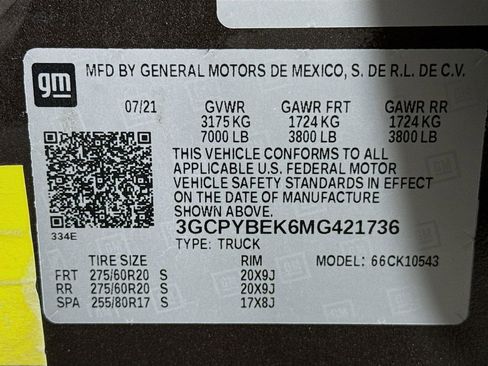 gm MFD BY GENERAL MOTORS DE MEXICO, S. DE R.L. DE C.V.
07/21 GVWR GAWR FRT GAWR RR
3175 KG 1724 KG 1724 KG
7000 LB 3800 LB 3800 LB
THIS VEHICLE CONFORMS TO ALL
APPLICABLE U.S. FEDERAL MOTOR
VEHICLE SAFETY STANDARDS IN EFFECT
ON THE DATE OF MANUFACTURE
SHOWN ABOVE.
334E
3GCPYBEK6MG421736
TYPE: TRUCK
TIRE SIZE RIM MODEL: 66CK10543
FRT 275/60R20 S 20X9J
RR 275/60R20 S 20X9J
SPA 255/80R17 S 17X8J